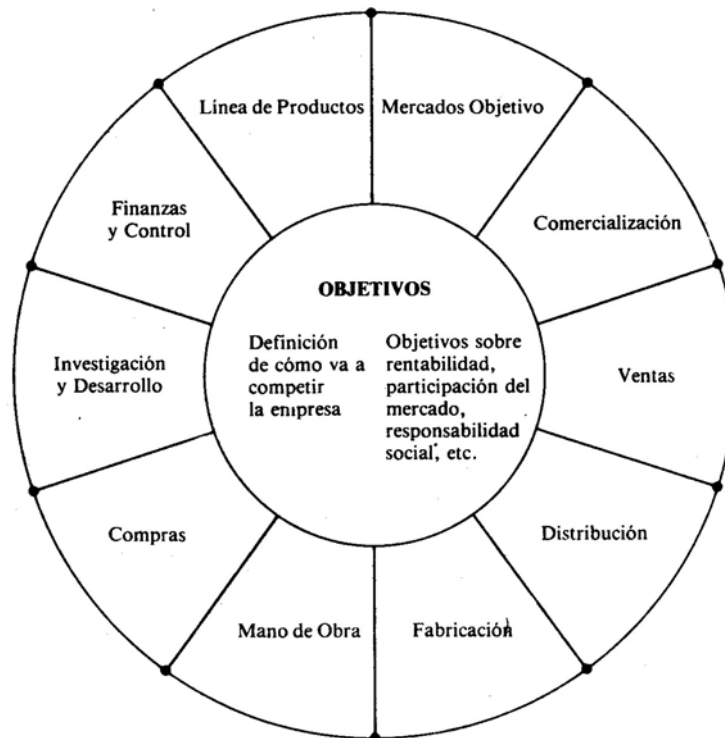 Línea de Productos
Mercados Objetivo
Comercialización
Ventas
Distribución
Fabricación
Mano de Obra
Compras
Investigación
y Desarrollo
Finanzas
y Control
OBJETIVOS
Definición
de cómo va a
competir
la empresa
Objetivos sobre
rentabilidad,
participación del
mercado,
responsabilidad
social, etc.